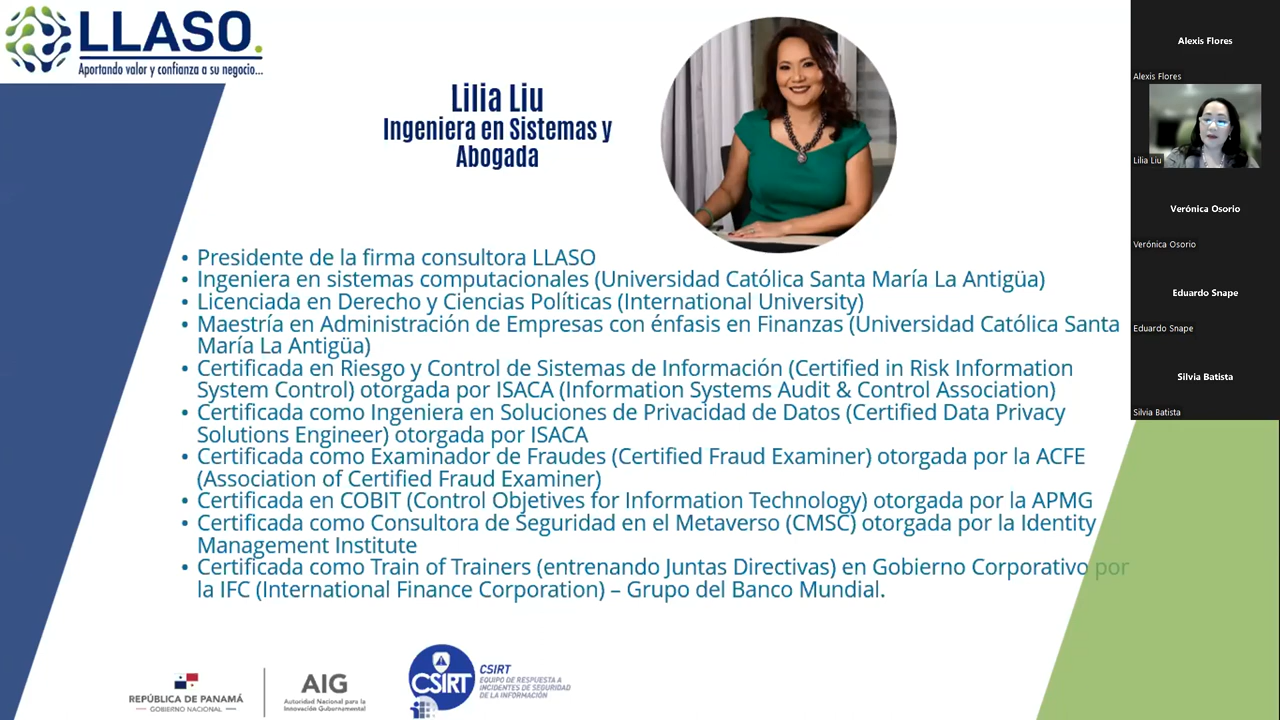 LLASO.
Aportando valor y confianza a su negocio...
Lilia Liu
Ingeniera en Sistemas y
Abogada
• Presidente de la firma consultora LLASO
• Ingeniera en sistemas computacionales (Universidad Católica Santa María La Antigüa)
• Licenciada en Derecho y Ciencias Políticas (International University)
• Maestría en Administración de Empresas con énfasis en Finanzas (Universidad Católica Santa
María La Antigüa)
• Certificada en Riesgo y Control de Sistemas de Información (Certified in Risk Information
System Control) otorgada por ISACA (Information Systems Audit & Control Association)
• Certificada como Ingeniera en Soluciones de Privacidad de Datos (Certified Data Privacy
Solutions Engineer) otorgada por ISACA
• Certificada como Examinador de Fraudes (Certified Fraud Examiner) otorgada por la ACFE
(Association of Certified Fraud Examiner)
• Certificada en COBIT (Control Objetives for Information Technology) otorgada por la APMG
• Certificada como Consultora de Seguridad en el Metaverso (CMSC) otorgada por la Identity
Management Institute
• Certificada como Train of Trainers (entrenando Juntas Directivas) en Gobierno Corporativo por
la IFC (International Finance Corporation) – Grupo del Banco Mundial.
REPÚBLICA DE PANAMÁ
GOBIERNO NACIONAL
AIG
Autoridad Nacional para la
Innovación Gubernamental
CSIRT
CSIRT
EQUIPO DE RESPUESTA A
INCIDENTES DE SEGURIDAD
DE LA INFORMACIÓN
Alexis Flores
Alexis Flores
Lilia Liu
Verónica Osorio
Verónica Osorio
Eduardo Snape
Eduardo Snape
Silvia Batista
Silvia Batista